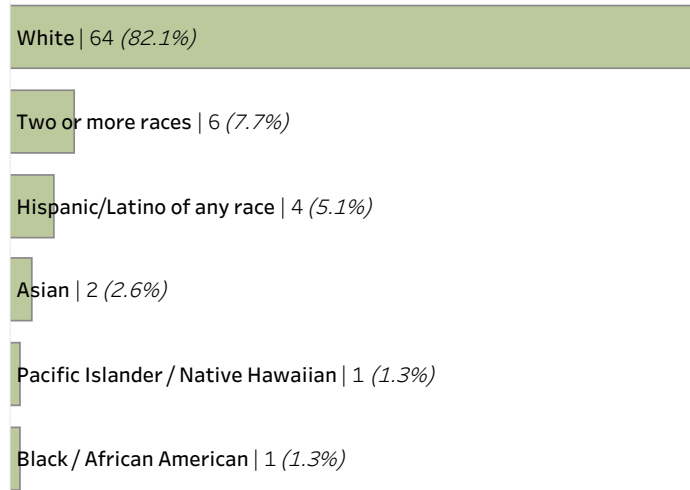 White | 64 (82.1%)
Two or more races | 6 (7.7%)
Hispanic/Latino of any race | 4 (5.1%)
Asian | 2 (2.6%)
Pacific Islander / Native Hawaiian | 1 (1.3%)
Black / African American | 1 (1.3%)